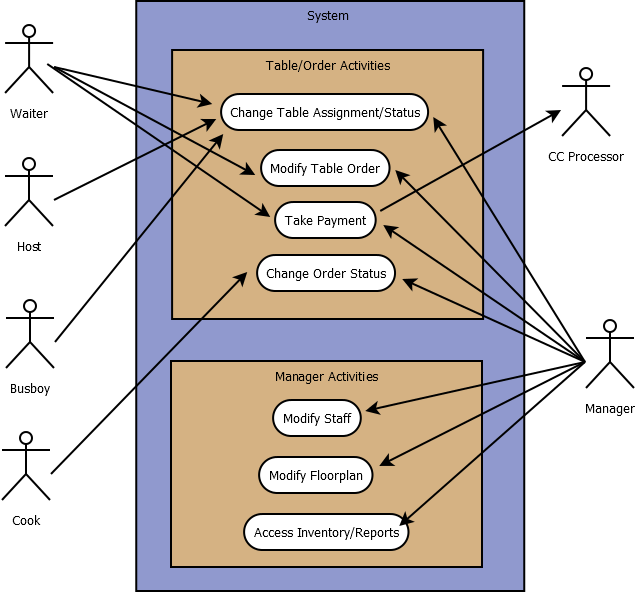 System
Table/Order Activities
Waiter
Change Table Assignment/Status
CC Processor
Modify Table Order
Take Payment
Host
Change Order Status
Busboy
Manager Activities
Manager
Modify Staff
Modify Floorplan
Cook
Access Inventory/Reports